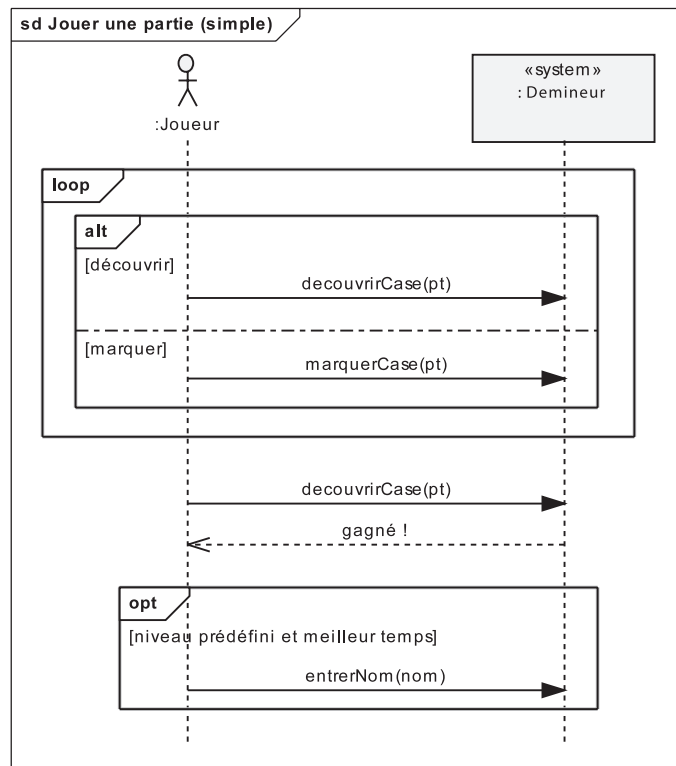 sd Jouer une partie (simple)
«system»
: Demineur
:Joueur
loop
alt
[découvrir]
decouvrirCase(pt)
[marquer]
marquerCase(pt)
decouvrirCase(pt)
gagné !
opt
[niveau prédéfini et meilleur temps]
entrerNom(nom)